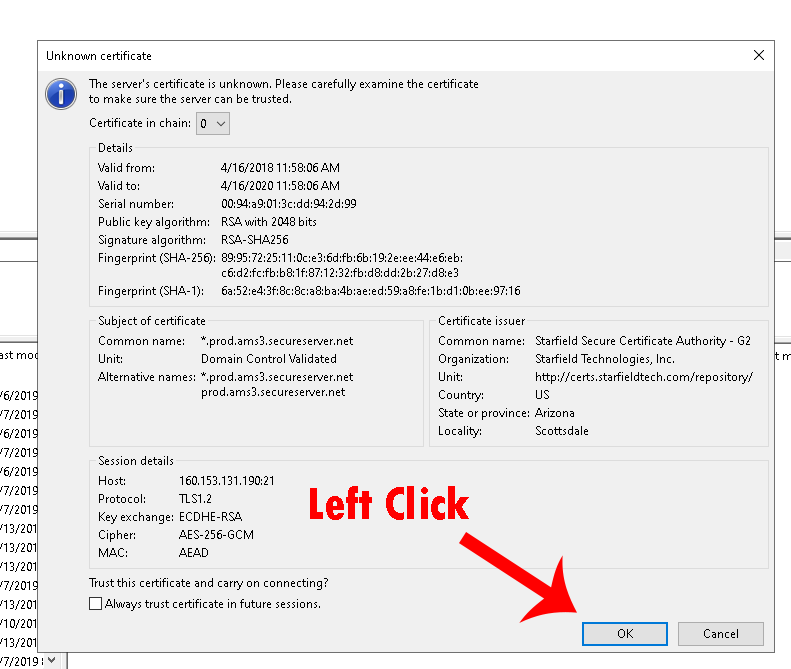 Unknown certificate
The server's certificate is unknown. Please carefully examine the certificate
to make sure the server can be trusted.
Certificate in chain: 0
Details
Valid from: 4/16/2018 11:58:06 AM
Valid to: 4/16/2020 11:58:06 AM
Serial number: 00:94:a9:01:3c:dd:94:2d:99
Public key algorithm: RSA with 2048 bits
Signature algorithm: RSA-SHA256
Fingerprint (SHA-256): 89:95:72:25:11:0c:e3:6d:fb:6b:19:2e:ee:44:e6:eb:
c6:d2:fc:fb:b8:1f:87:12:32:fb:d8:dd:2b:27:d8:e3
Fingerprint (SHA-1): 6a:52:e4:3f:8c:8c:a8:ba:4b:ae:ed:59:a8:fe:1b:d1:0b:ee:97:16
Subject of certificate
Common name: *.prod.ams3.secureserver.net
Unit: Domain Control Validated
Alternative names: *.prod.ams3.secureserver.net
prod.ams3.secureserver.net
Certificate issuer
Common name: Starfield Secure Certificate Authority - G2
Organization: Starfield Technologies, Inc.
Unit: http://certs.starfieldtech.com/repository/
Country: US
State or province: Arizona
Locality: Scottsdale
Session details
Host: 160.153.131.190:21
Protocol: TLS1.2
Key exchange: ECDHE-RSA
Cipher: AES-256-GCM
MAC: AEAD
Left Click
Trust this certificate and carry on connecting?
Always trust certificate in future sessions.
OK
Cancel
ast mod
/6/2019
/7/2019
/6/2019
/7/2019
/6/2019
/7/2019
/7/2019
/13/201
/13/201
/13/201
/7/2019
/13/201
/10/201
/13/201
/7/2019
t m